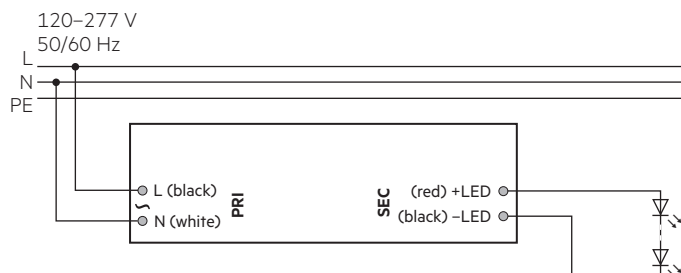 120–277 V
50/60 Hz
L
N
PE
L (black)
~
N (white)
PRI
SEC
(red) +LED
(black) –LED